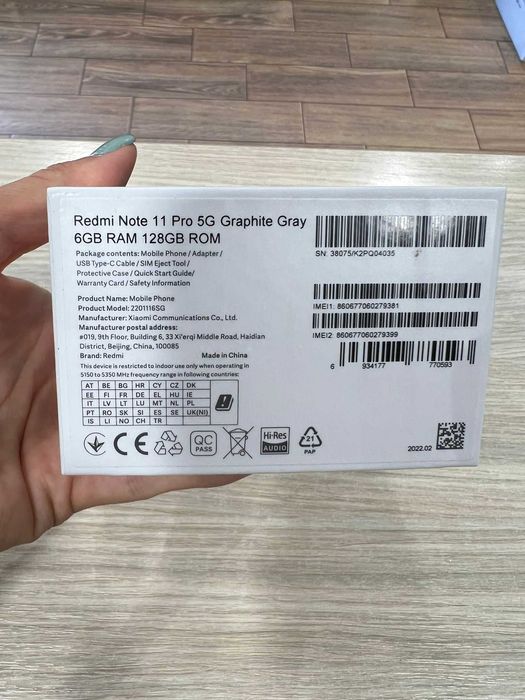 Redmi Note 11 Pro 5G Graphite Gray
6GB RAM 128GB ROM
Package contents: Mobile Phone / Adapter /
USB Type-C Cable / SIM Eject Tool /
Protective Case / Quick Start Guide/
Warranty Card / Safety Information
SN: 38075/K2PQ04035
Product Name: Mobile Phone
Product Model: 2201116SG
Manufacturer: Xiaomi Communications Co., Ltd.
Manufacturer postal address:
#019, 9th Floor, Building 6, 33 Xi'erqi Middle Road, Haidian
District, Beijing, China, 100085
Brand: Redmi Made in China
IMEI1: 860677060279381
IMEI2: 860677060279399
6 934177 770593
This device is restricted to indoor use only when operating in
5150 to 5350 MHz frequency range in following countries:
AT BE BG HR CY CZ DK
EE FI FR DE EL HU IE
IT LV LT LU MT NL PL
PT RO SK SI ES SE UK(NI)
IS LI NO CH TR
CE
QC
PASS
Hi-Res
AUDIO
21
PAP
2022.02